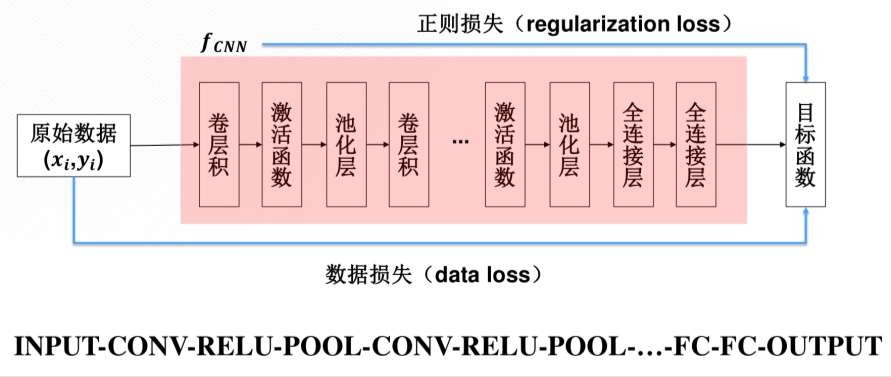 正则损失（regularization loss）
f_CNN
原始数据
(x_i,y_i)
卷层积
激活函数
池化层
卷层积
...
激活函数
池化层
全连接层
全连接层
目标函数
数据损失（data loss）
INPUT-CONV-RELU-POOL-CONV-RELU-POOL-…-FC-FC-OUTPUT